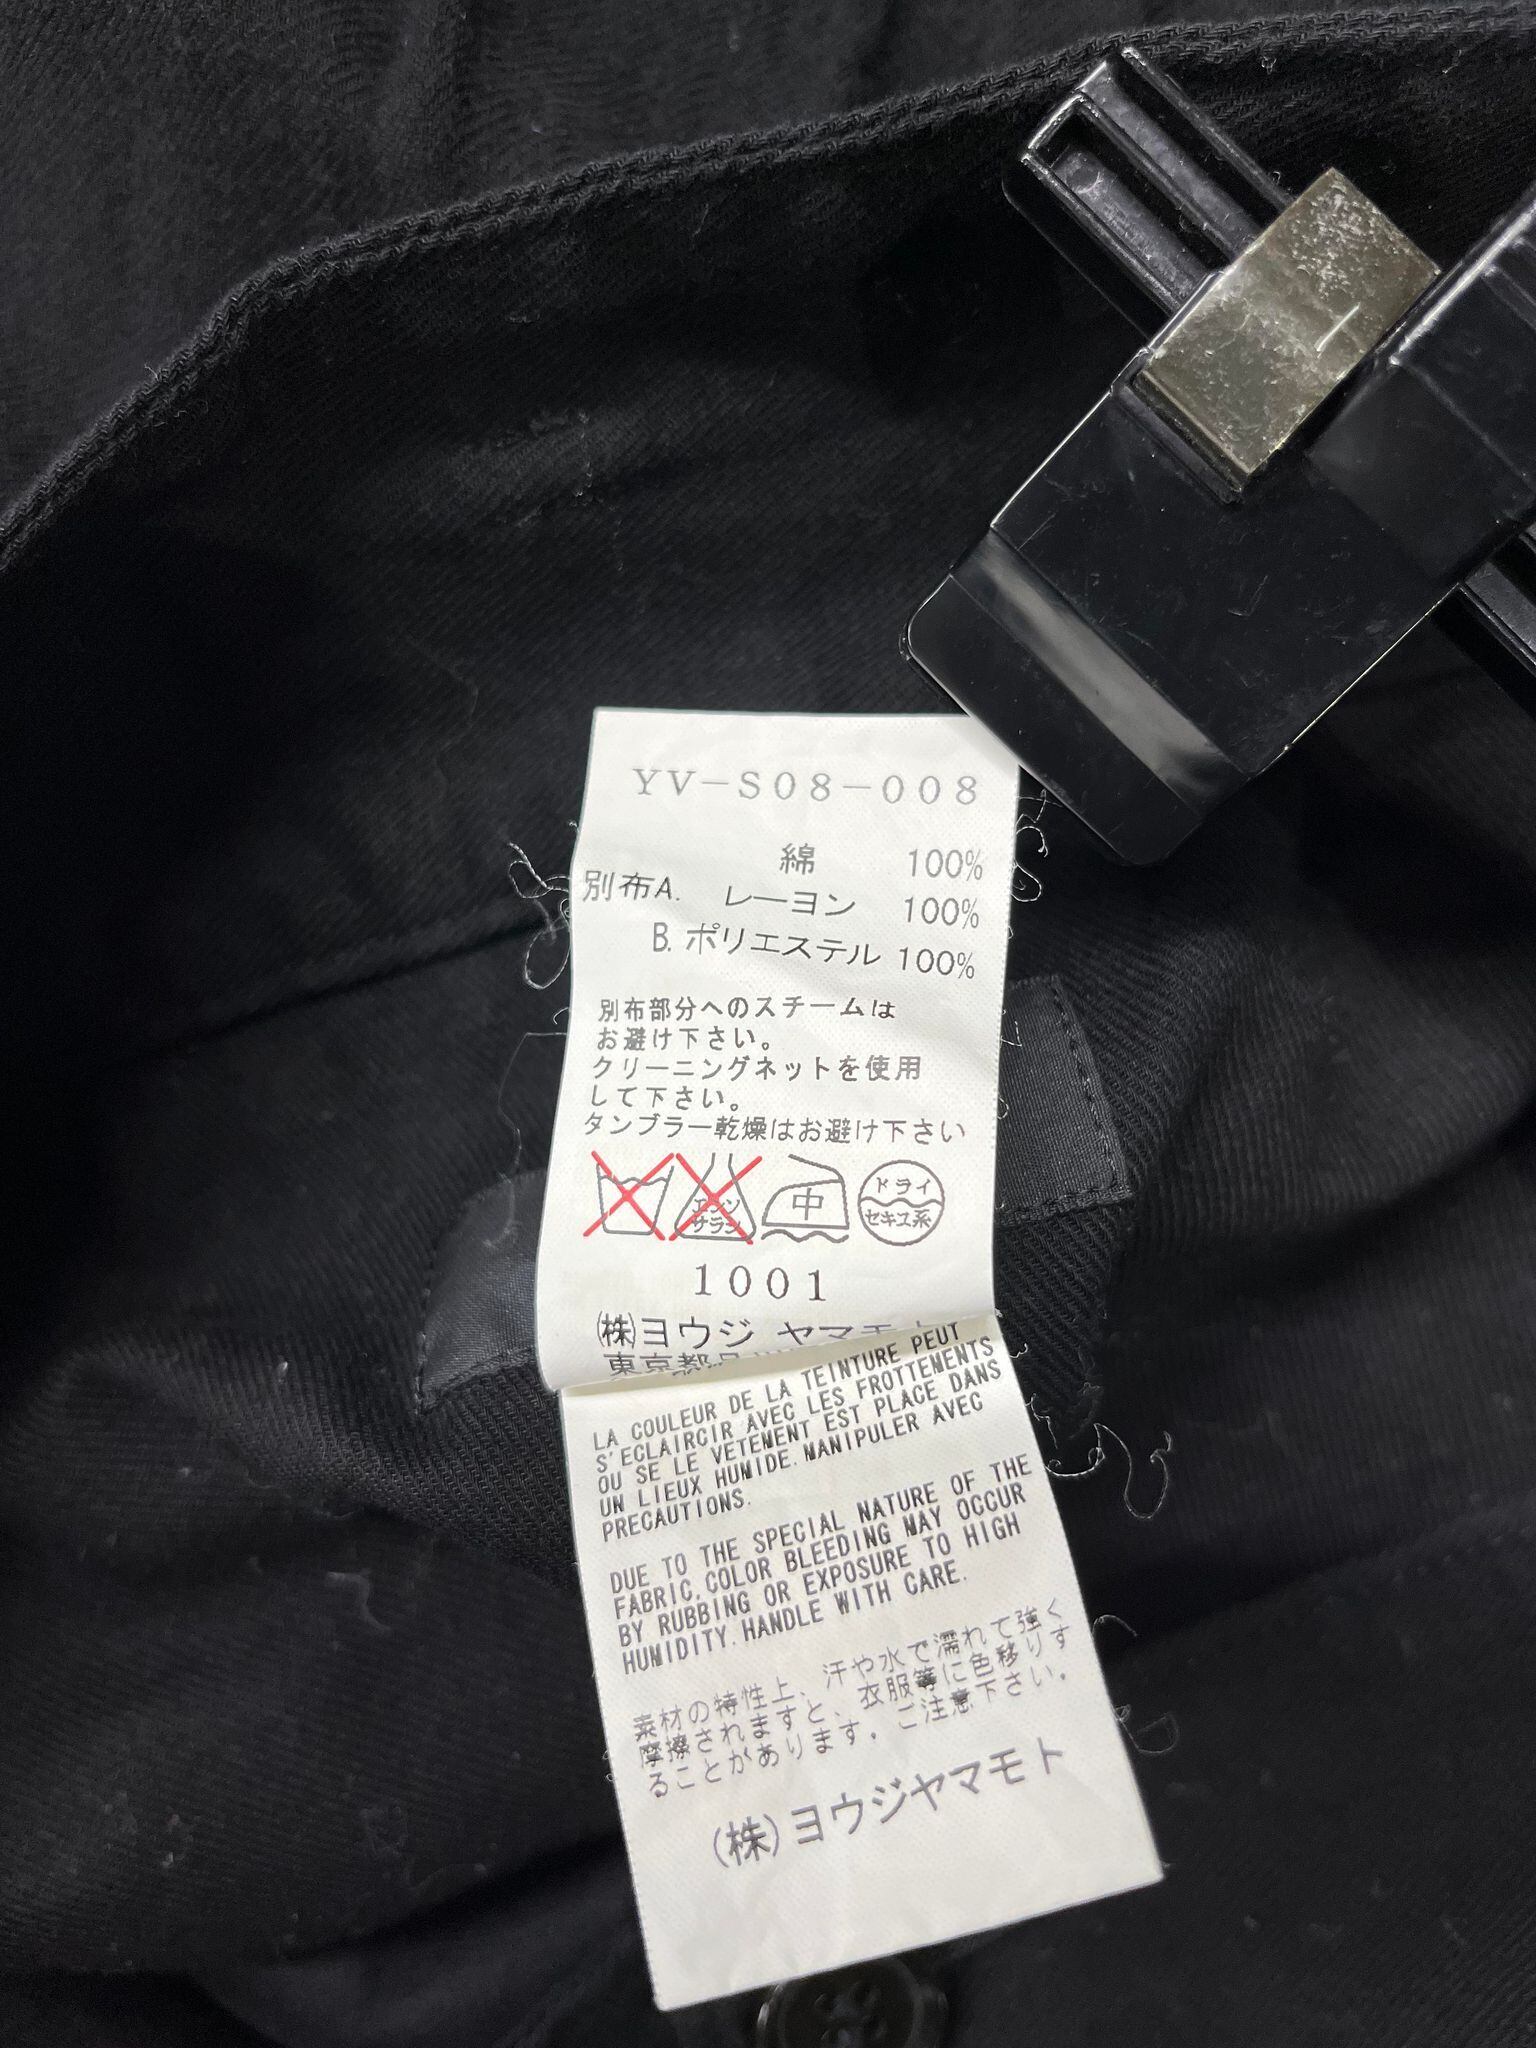 YV-S08-008
綿 100%
別布A. レーヨン 100%
B. ポリエステル 100%
別布部分へのスチームは
お避け下さい。
クリーニングネットを使用
して下さい。
タンブラー乾燥はお避け下さい
エンソ
サラシ
中
ドライ
セキユ系
1001
㈱ヨウジ ヤマモト
東京都品
LA COULEUR DE LA TEINTURE PEUT
S'ECLAIRCIR AVEC LES FROTTEMENTS
OU SE LE VETEMENT EST PLACE DANS
UN LIEUX HUMIDE.MANIPULER AVEC
PRECAUTIONS.
DUE TO THE SPECIAL NATURE OF THE
FABRIC,COLOR BLEEDING MAY OCCUR
BY RUBBING OR EXPOSURE TO HIGH
HUMIDITY.HANDLE WITH CARE.
素材の特性上、汗や水で濡れて強く
摩擦されますと、衣服等に色移りす
ることがあります。ご注意下さい。
(株)ヨウジヤマモト